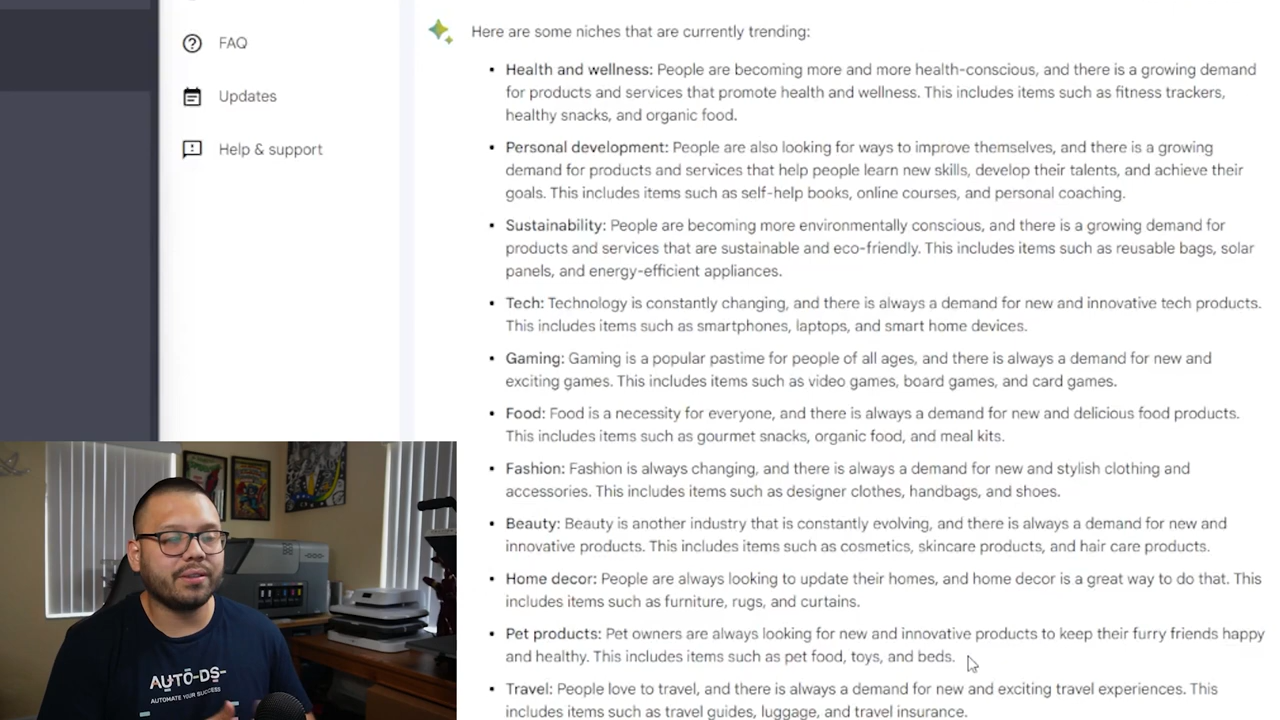 FAQ
Updates
Help & support
Here are some niches that are currently trending:
• Health and wellness: People are becoming more and more health-conscious, and there is a growing demand
for products and services that promote health and wellness. This includes items such as fitness trackers,
healthy snacks, and organic food.
• Personal development: People are also looking for ways to improve themselves, and there is a growing
demand for products and services that help people learn new skills, develop their talents, and achieve their
goals. This includes items such as self-help books, online courses, and personal coaching.
• Sustainability: People are becoming more environmentally conscious, and there is a growing demand for
products and services that are sustainable and eco-friendly. This includes items such as reusable bags, solar
panels, and energy-efficient appliances.
• Tech: Technology is constantly changing, and there is always a demand for new and innovative tech products.
This includes items such as smartphones, laptops, and smart home devices.
• Gaming: Gaming is a popular pastime for people of all ages, and there is always a demand for new and
exciting games. This includes items such as video games, board games, and card games.
• Food: Food is a necessity for everyone, and there is always a demand for new and delicious food products.
This includes items such as gourmet snacks, organic food, and meal kits.
• Fashion: Fashion is always changing, and there is always a demand for new and stylish clothing and
accessories. This includes items such as designer clothes, handbags, and shoes.
• Beauty: Beauty is another industry that is constantly evolving, and there is always a demand for new and
innovative products. This includes items such as cosmetics, skincare products, and hair care products.
• Home decor: People are always looking to update their homes, and home decor is a great way to do that. This
includes items such as furniture, rugs, and curtains.
• Pet products: Pet owners are always looking for new and innovative products to keep their furry friends happy
and healthy. This includes items such as pet food, toys, and beds.
• Travel: People love to travel, and there is always a demand for new and exciting travel experiences. This
includes items such as travel guides, luggage, and travel insurance.
AUTO-DS-
AUTOMATE YOUR SUCCESS